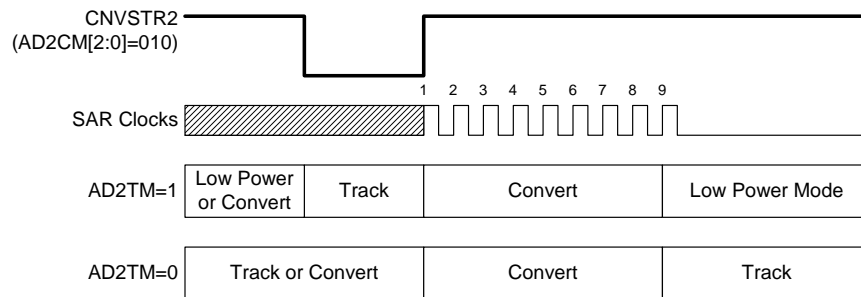 CNVSTR2
(AD2CM[2:0]=010)
1 2 3 4 5 6 7 8 9
SAR Clocks
AD2TM=1
Low Power
or Convert
Track
Convert
Low Power Mode
AD2TM=0
Track or Convert
Convert
Track